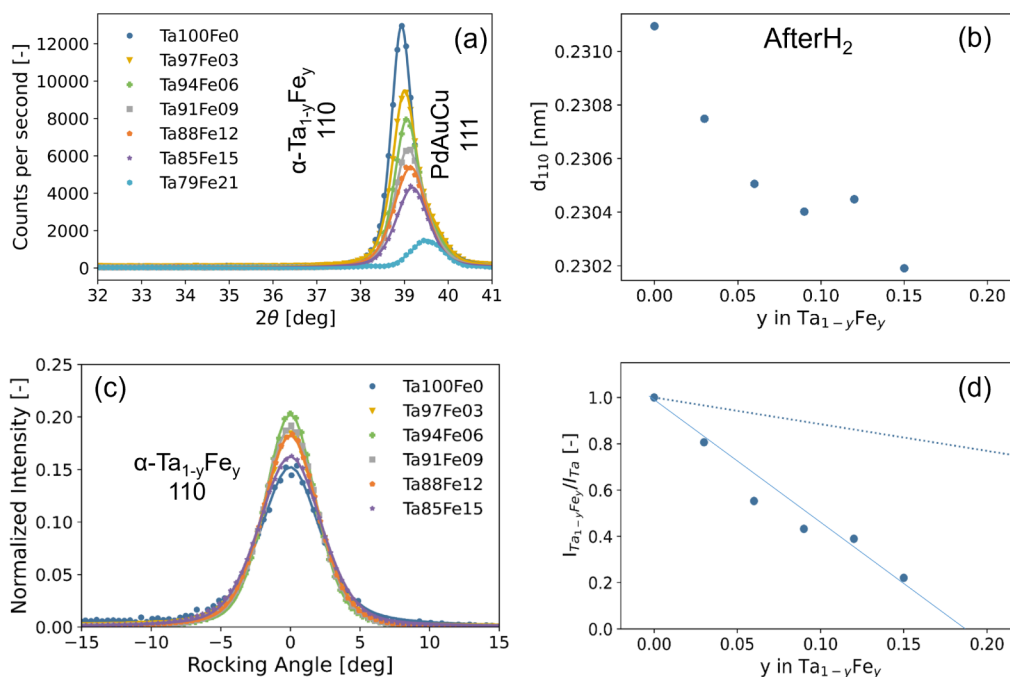 (a)
Counts per second [-]
12000
10000
8000
6000
4000
2000
0
Ta100Fe0
Ta97Fe03
Ta94Fe06
Ta91Fe09
Ta88Fe12
Ta85Fe15
Ta79Fe21
α-Ta₁₋yFey
110
PdAuCu
111
32 33 34 35 36 37 38 39 40 41
2θ [deg]
(b)
AfterH₂
d₁₁₀ [nm]
0.2310
0.2308
0.2306
0.2304
0.2302
0.00 0.05 0.10 0.15 0.20
y in Ta₁₋yFey
(c)
Normalized Intensity [-]
0.25
0.20
0.15
0.10
0.05
0.00
α-Ta₁₋yFey
110
Ta100Fe0
Ta97Fe03
Ta94Fe06
Ta91Fe09
Ta88Fe12
Ta85Fe15
−15 −10 −5 0 5 10 15
Rocking Angle [deg]
(d)
I_Ta₁₋yFey/I_Ta [-]
1.0
0.8
0.6
0.4
0.2
0.0
0.00 0.05 0.10 0.15 0.20
y in Ta₁₋yFey